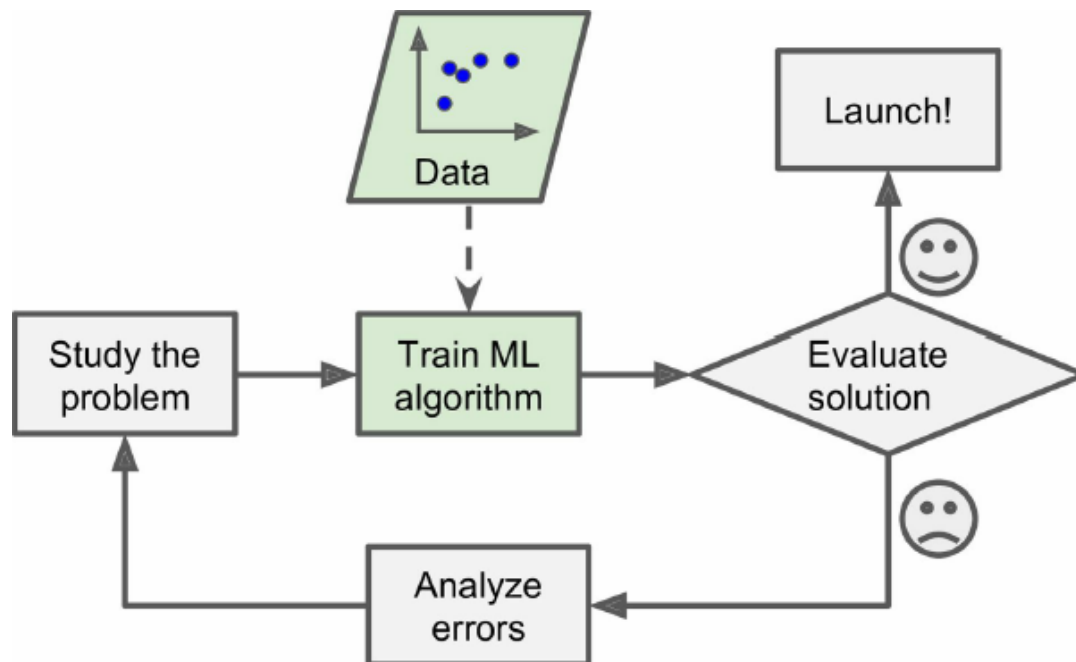 Data
Launch!
Study the
problem
Train ML
algorithm
Evaluate
solution
Analyze
errors